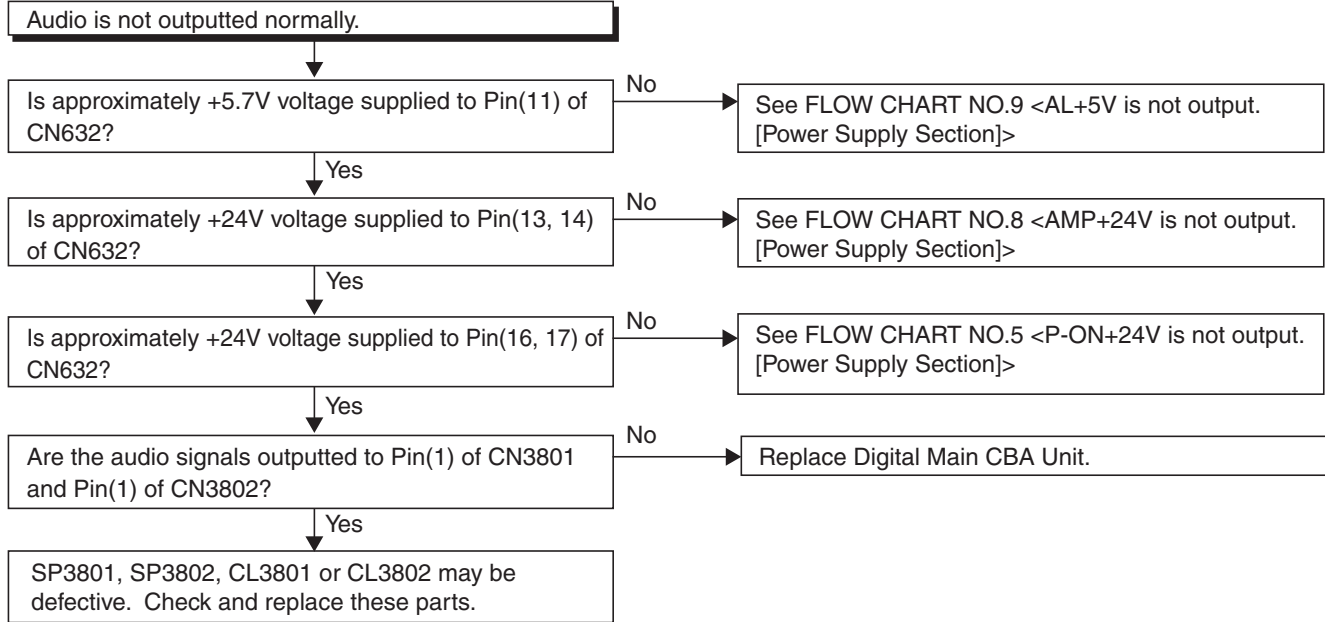 Audio is not outputted normally.
Is approximately +5.7V voltage supplied to Pin(11) of
CN632?
No
See FLOW CHART NO.9 <AL+5V is not output.
[Power Supply Section]>
Yes
Is approximately +24V voltage supplied to Pin(13, 14)
of CN632?
No
See FLOW CHART NO.8 <AMP+24V is not output.
[Power Supply Section]>
Yes
Is approximately +24V voltage supplied to Pin(16, 17) of
CN632?
No
See FLOW CHART NO.5 <P-ON+24V is not output.
[Power Supply Section]>
Yes
Are the audio signals outputted to Pin(1) of CN3801
and Pin(1) of CN3802?
No
Replace Digital Main CBA Unit.
Yes
SP3801, SP3802, CL3801 or CL3802 may be
defective.  Check and replace these parts.